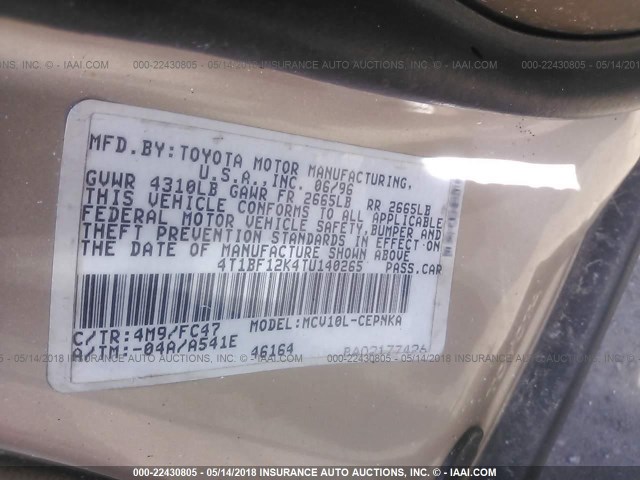 000-22430805 - 05/14/2018 INSURANCE AUTO AUCTIONS, INC. - IAAI.COM
MFD.BY:TOYOTA MOTOR MANUFACTURING,
U.S.A.,INC. 06/96
GVWR 4310LB GAWR FR 2665LB RR 2665LB
THIS VEHICLE CONFORMS TO ALL APPLICABLE
FEDERAL MOTOR VEHICLE SAFETY,BUMPER AND
THEFT PREVENTION STANDARDS IN EFFECT ON
THE DATE OF MANUFACTURE SHOWN ABOVE
4T1BF12K4TU140265 PASS.CAR
C/TR:4M9/FC47 MODEL:MCV10L-CEPNKA
A/TM:-04A/A541E 46164
000-22430805 - 05/14/2018 INSURANCE AUTO AUCTIONS, INC. - IAAI.COM